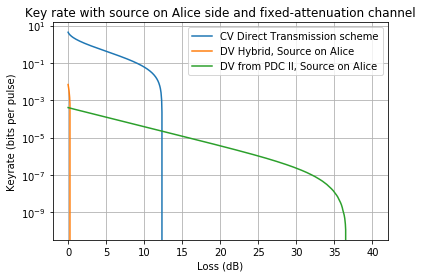 Key rate with source on Alice side and fixed-attenuation channel
CV Direct Transmission scheme
DV Hybrid, Source on Alice
DV from PDC II, Source on Alice
Keyrate (bits per pulse)
10¹
10⁻¹
10⁻³
10⁻⁵
10⁻⁷
10⁻⁹
0 5 10 15 20 25 30 35 40
Loss (dB)